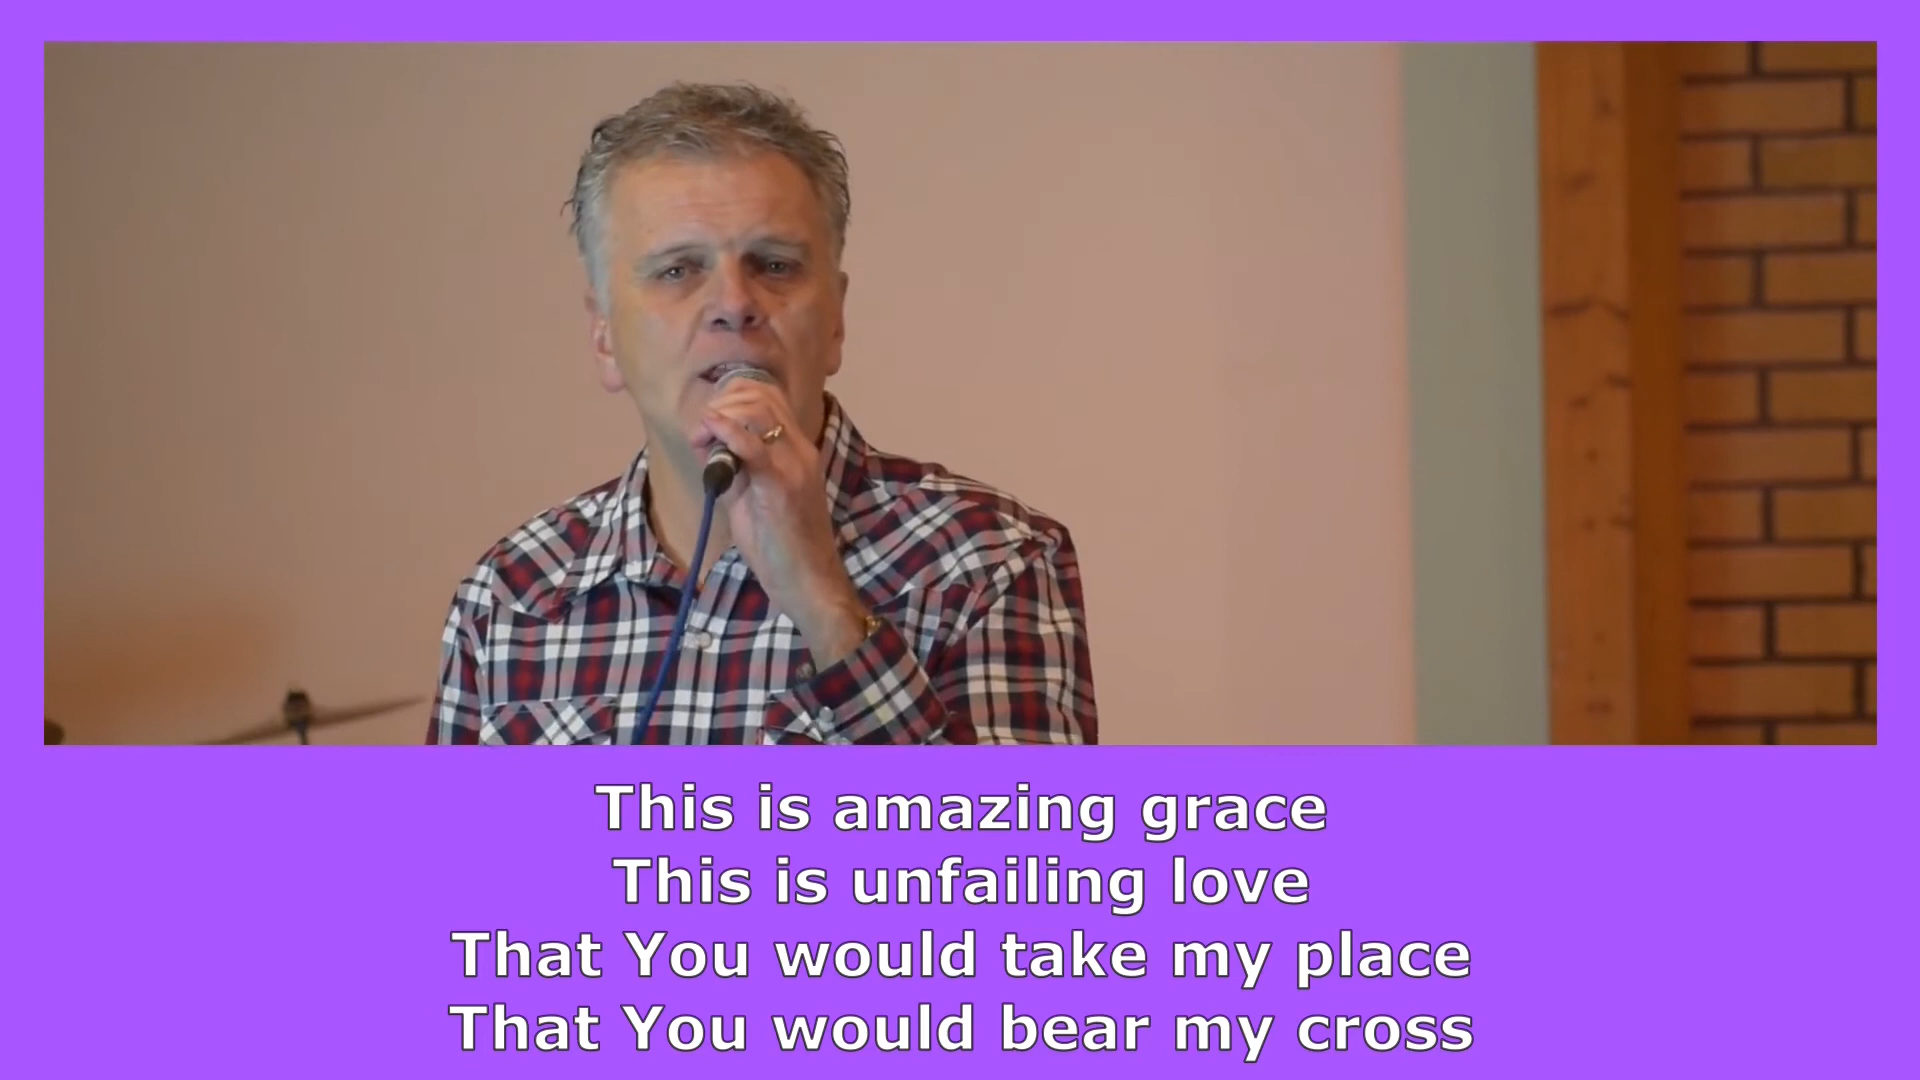 This is amazing grace
This is unfailing love
That You would take my place
That You would bear my cross